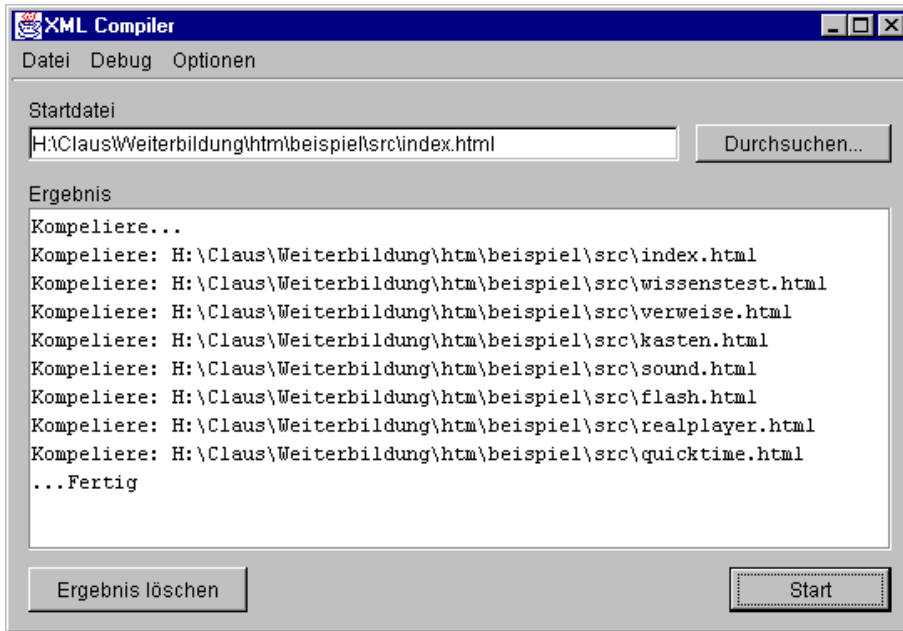 XML Compiler
Datei Debug Optionen
Startdatei
H:\Claus\Weiterbildung\htm\beispiel\src\index.html
Durchsuchen...
Ergebnis
Kompeliere...
Kompeliere: H:\Claus\Weiterbildung\htm\beispiel\src\index.html
Kompeliere: H:\Claus\Weiterbildung\htm\beispiel\src\wissenstest.html
Kompeliere: H:\Claus\Weiterbildung\htm\beispiel\src\verweise.html
Kompeliere: H:\Claus\Weiterbildung\htm\beispiel\src\kasten.html
Kompeliere: H:\Claus\Weiterbildung\htm\beispiel\src\sound.html
Kompeliere: H:\Claus\Weiterbildung\htm\beispiel\src\flash.html
Kompeliere: H:\Claus\Weiterbildung\htm\beispiel\src\realplayer.html
Kompeliere: H:\Claus\Weiterbildung\htm\beispiel\src\quicktime.html
...Fertig
Ergebnis löschen
Start